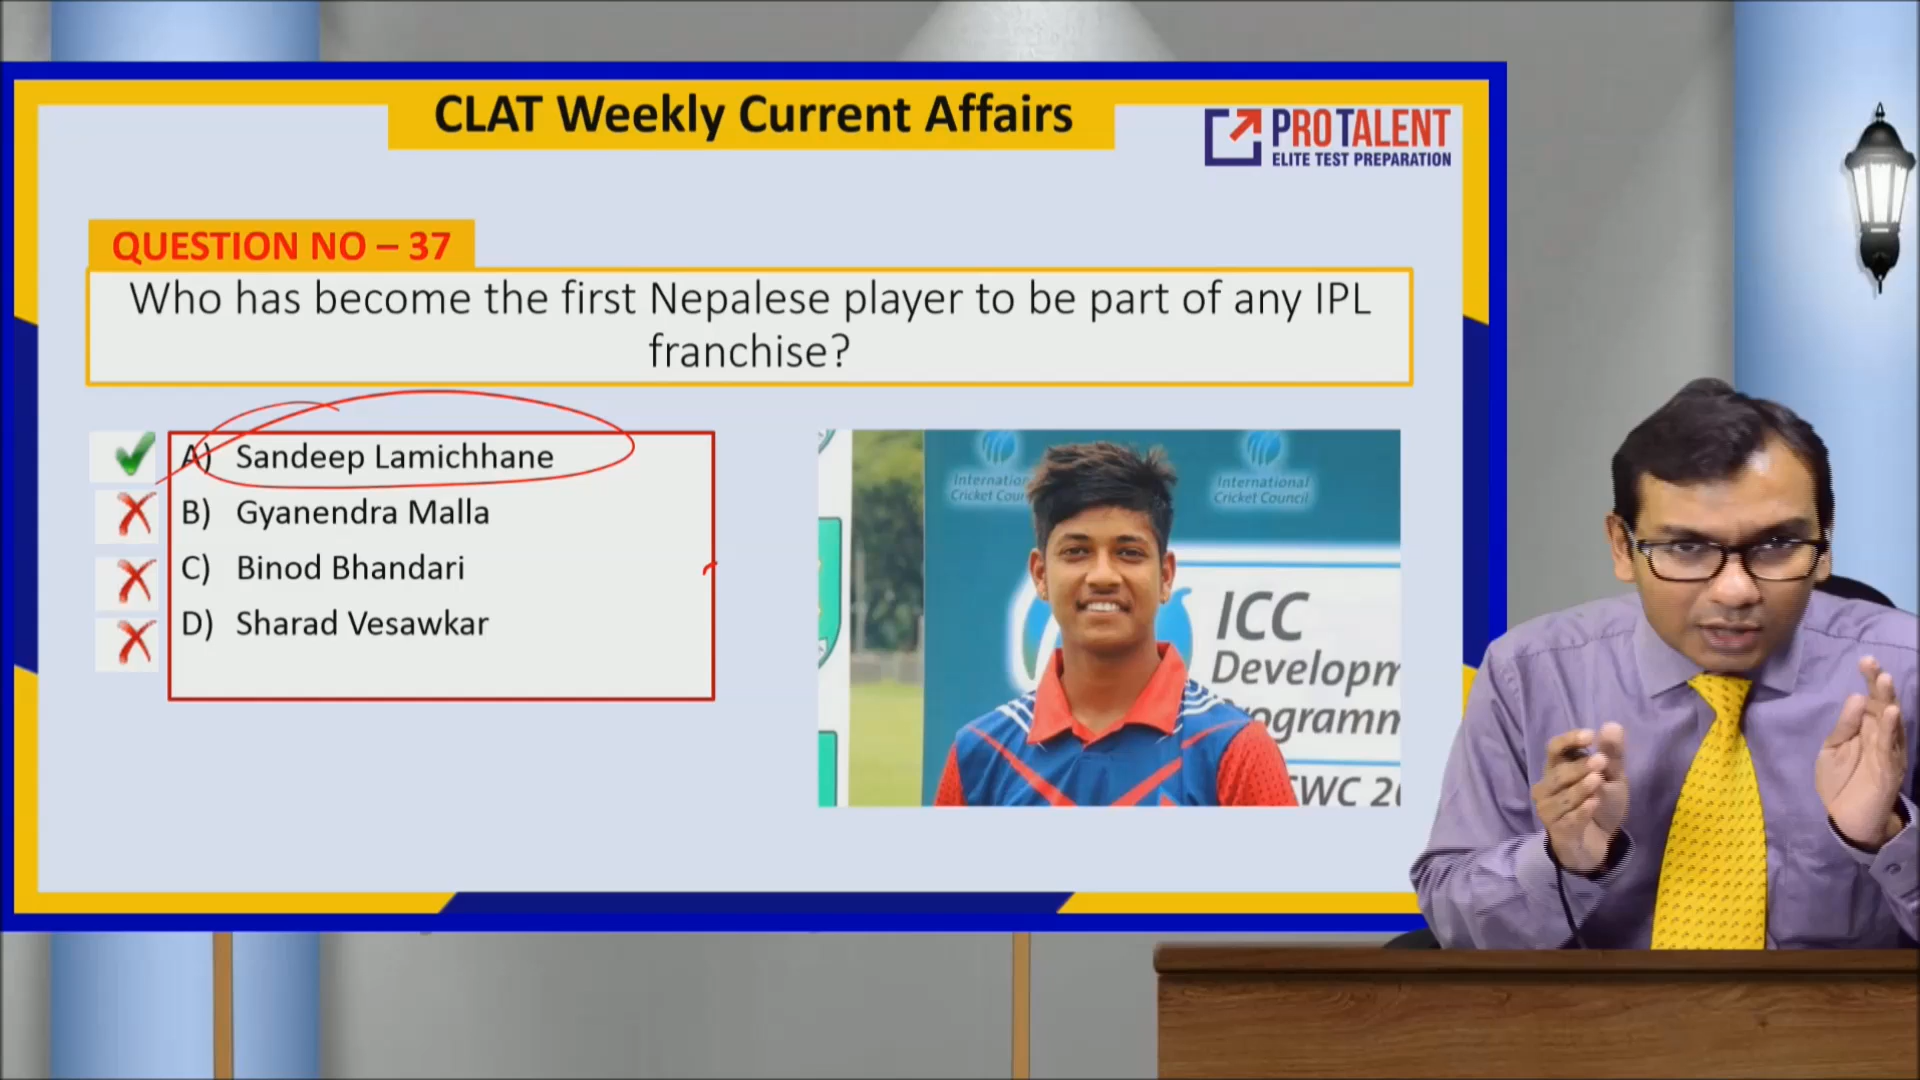 CLAT Weekly Current Affairs
PROTALENT
ELITE TEST PREPARATION
QUESTION NO – 37
Who has become the first Nepalese player to be part of any IPL
franchise?
A) Sandeep Lamichhane
B) Gyanendra Malla
C) Binod Bhandari
D) Sharad Vesawkar
International
Cricket Council
ICC